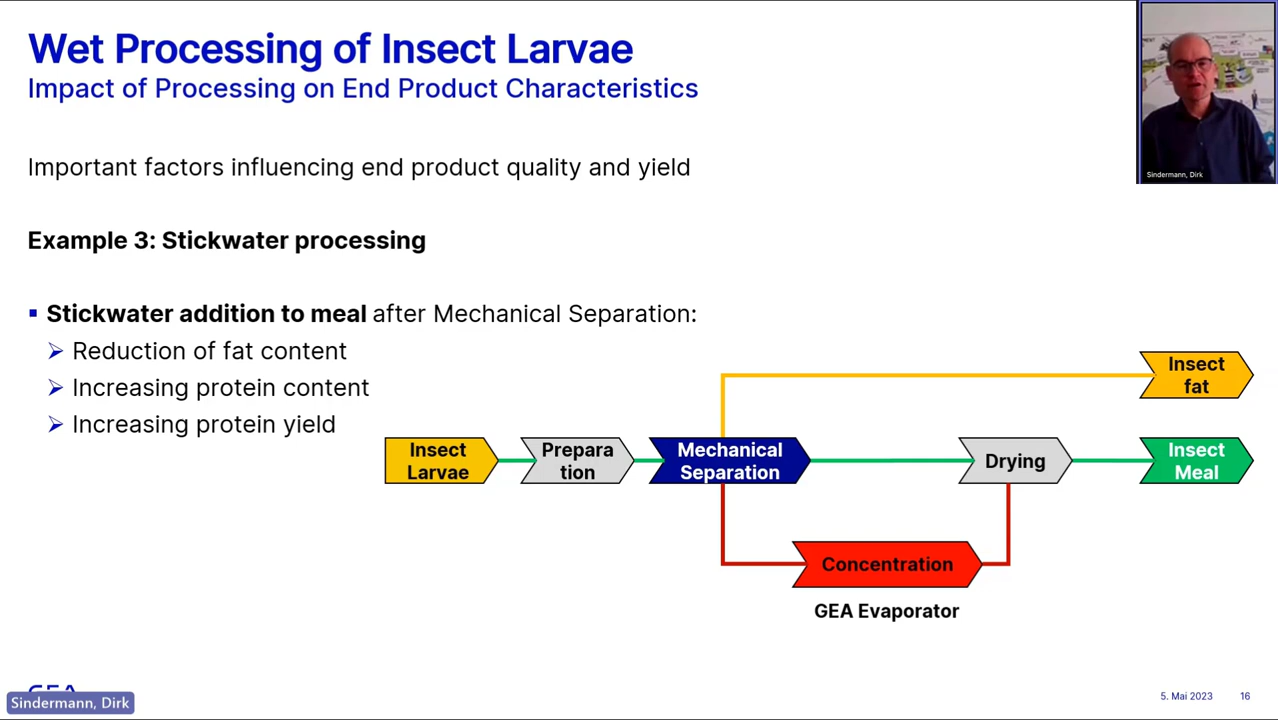 Wet Processing of Insect Larvae
Impact of Processing on End Product Characteristics
Sindermann, Dirk
Important factors influencing end product quality and yield
Example 3: Stickwater processing
Stickwater addition to meal after Mechanical Separation:
Reduction of fat content
Increasing protein content
Increasing protein yield
Insect
fat
Insect
Larvae
Prepara
tion
Mechanical
Separation
Drying
Insect
Meal
Concentration
GEA Evaporator
GEA
Sindermann, Dirk
5. Mai 2023
16